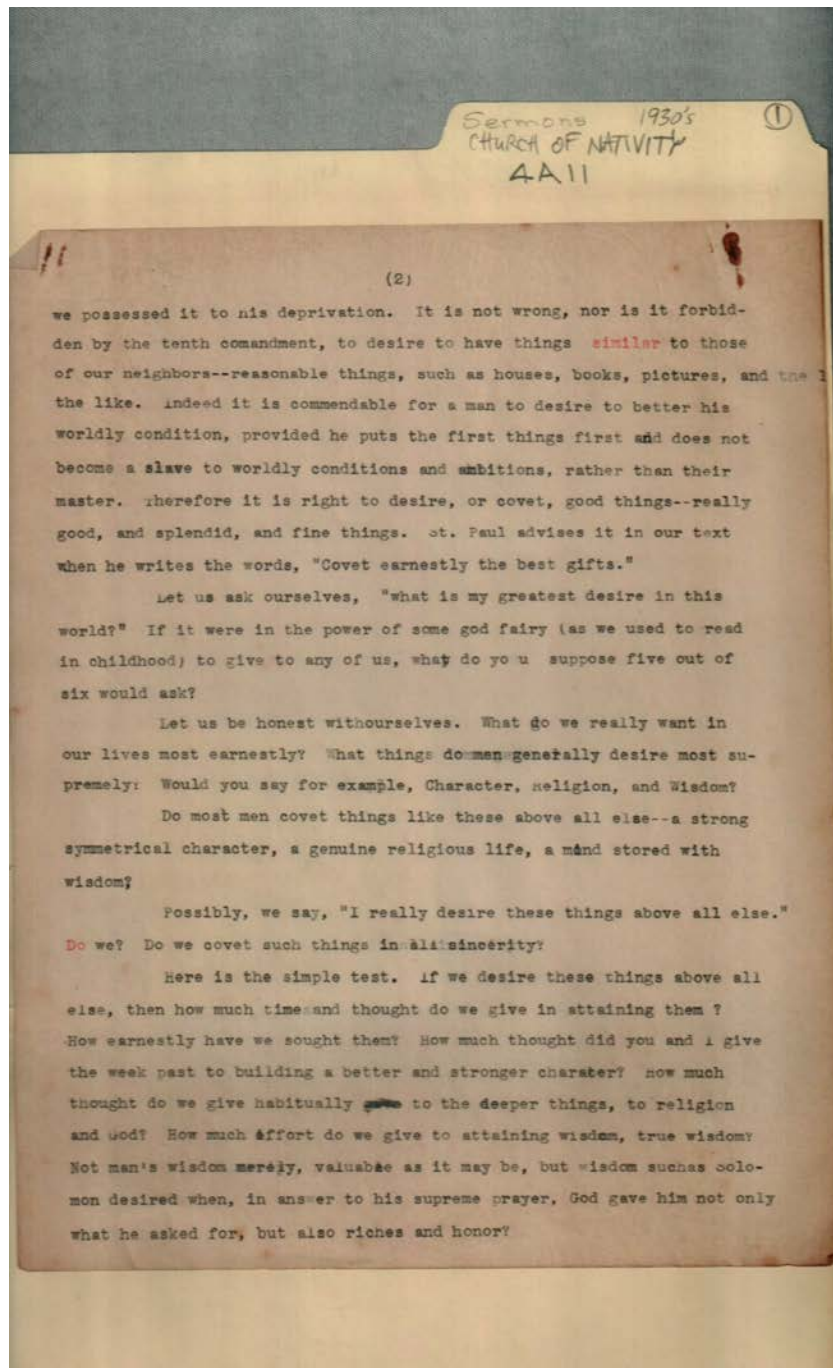 Sermons 1930's 1
CHURCH OF NATIVITY
4A11
(2)
we possessed it to his deprivation. It is not wrong, nor is it forbid-
den by the tenth comandment, to desire to have things similar to those
of our neighbors--reasonable things, such as houses, books, pictures, and the l
the like. Indeed it is commendable for a man to desire to better his
worldly condition, provided he puts the first things first and does not
become a slave to worldly conditions and ambitions, rather than their
master. Therefore it is right to desire, or covet, good things--really
good, and splendid, and fine things. St. Paul advises it in our text
when he writes the words, "Covet earnestly the best gifts."
Let us ask ourselves, "what is my greatest desire in this
world?" If it were in the power of some god fairy (as we used to read
in childhood) to give to any of us, what do yo u suppose five out of
six would ask?
Let us be honest withourselves. What do we really want in
our lives most earnestly? What things do men generally desire most su-
premely: Would you say for example, Character, Religion, and Wisdom?
Do most men covet things like these above all else--a strong
symmetrical character, a genuine religious life, a mind stored with
wisdom?
Possibly, we say, "I really desire these things above all else."
Do we? Do we covet such things in all sincerity?
Here is the simple test. If we desire these things above all
else, then how much time and thought do we give in attaining them ?
How earnestly have we sought them? How much thought did you and I give
the week past to building a better and stronger charater? How much
thought do we give habitually to the deeper things, to religion
and God? How much effort do we give to attaining wisdom, true wisdom?
Not man's wisdom merely, valuable as it may be, but wisdom suchas Solo-
mon desired when, in answer to his supreme prayer, God gave him not only
what he asked for, but also riches and honor?